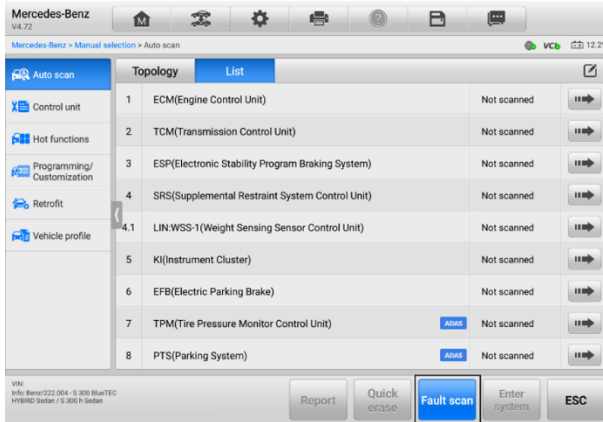 Mercedes-Benz
V4.72
Mercedes-Benz > Manual selection > Auto scan
VCb
12.2
Auto scan
Control unit
Hot functions
Programming/
Customization
Retrofit
Vehicle profile
Topology List
1 ECM(Engine Control Unit) Not scanned
2 TCM(Transmission Control Unit) Not scanned
3 ESP(Electronic Stability Program Braking System) Not scanned
4 SRS(Supplemental Restraint System Control Unit) Not scanned
4.1 LIN:WSS-1(Weight Sensing Sensor Control Unit) Not scanned
5 KI(Instrument Cluster) Not scanned
6 EFB(Electric Parking Brake) Not scanned
7 TPM(Tire Pressure Monitor Control Unit) ADAS Not scanned
8 PTS(Parking System) ADAS Not scanned
VIN:
Info: Benz/222.004 - S 300 BlueTEC
HYBRID Sedan / S 300 h Sedan
Report
Quick
erase
Fault scan
Enter
system
ESC